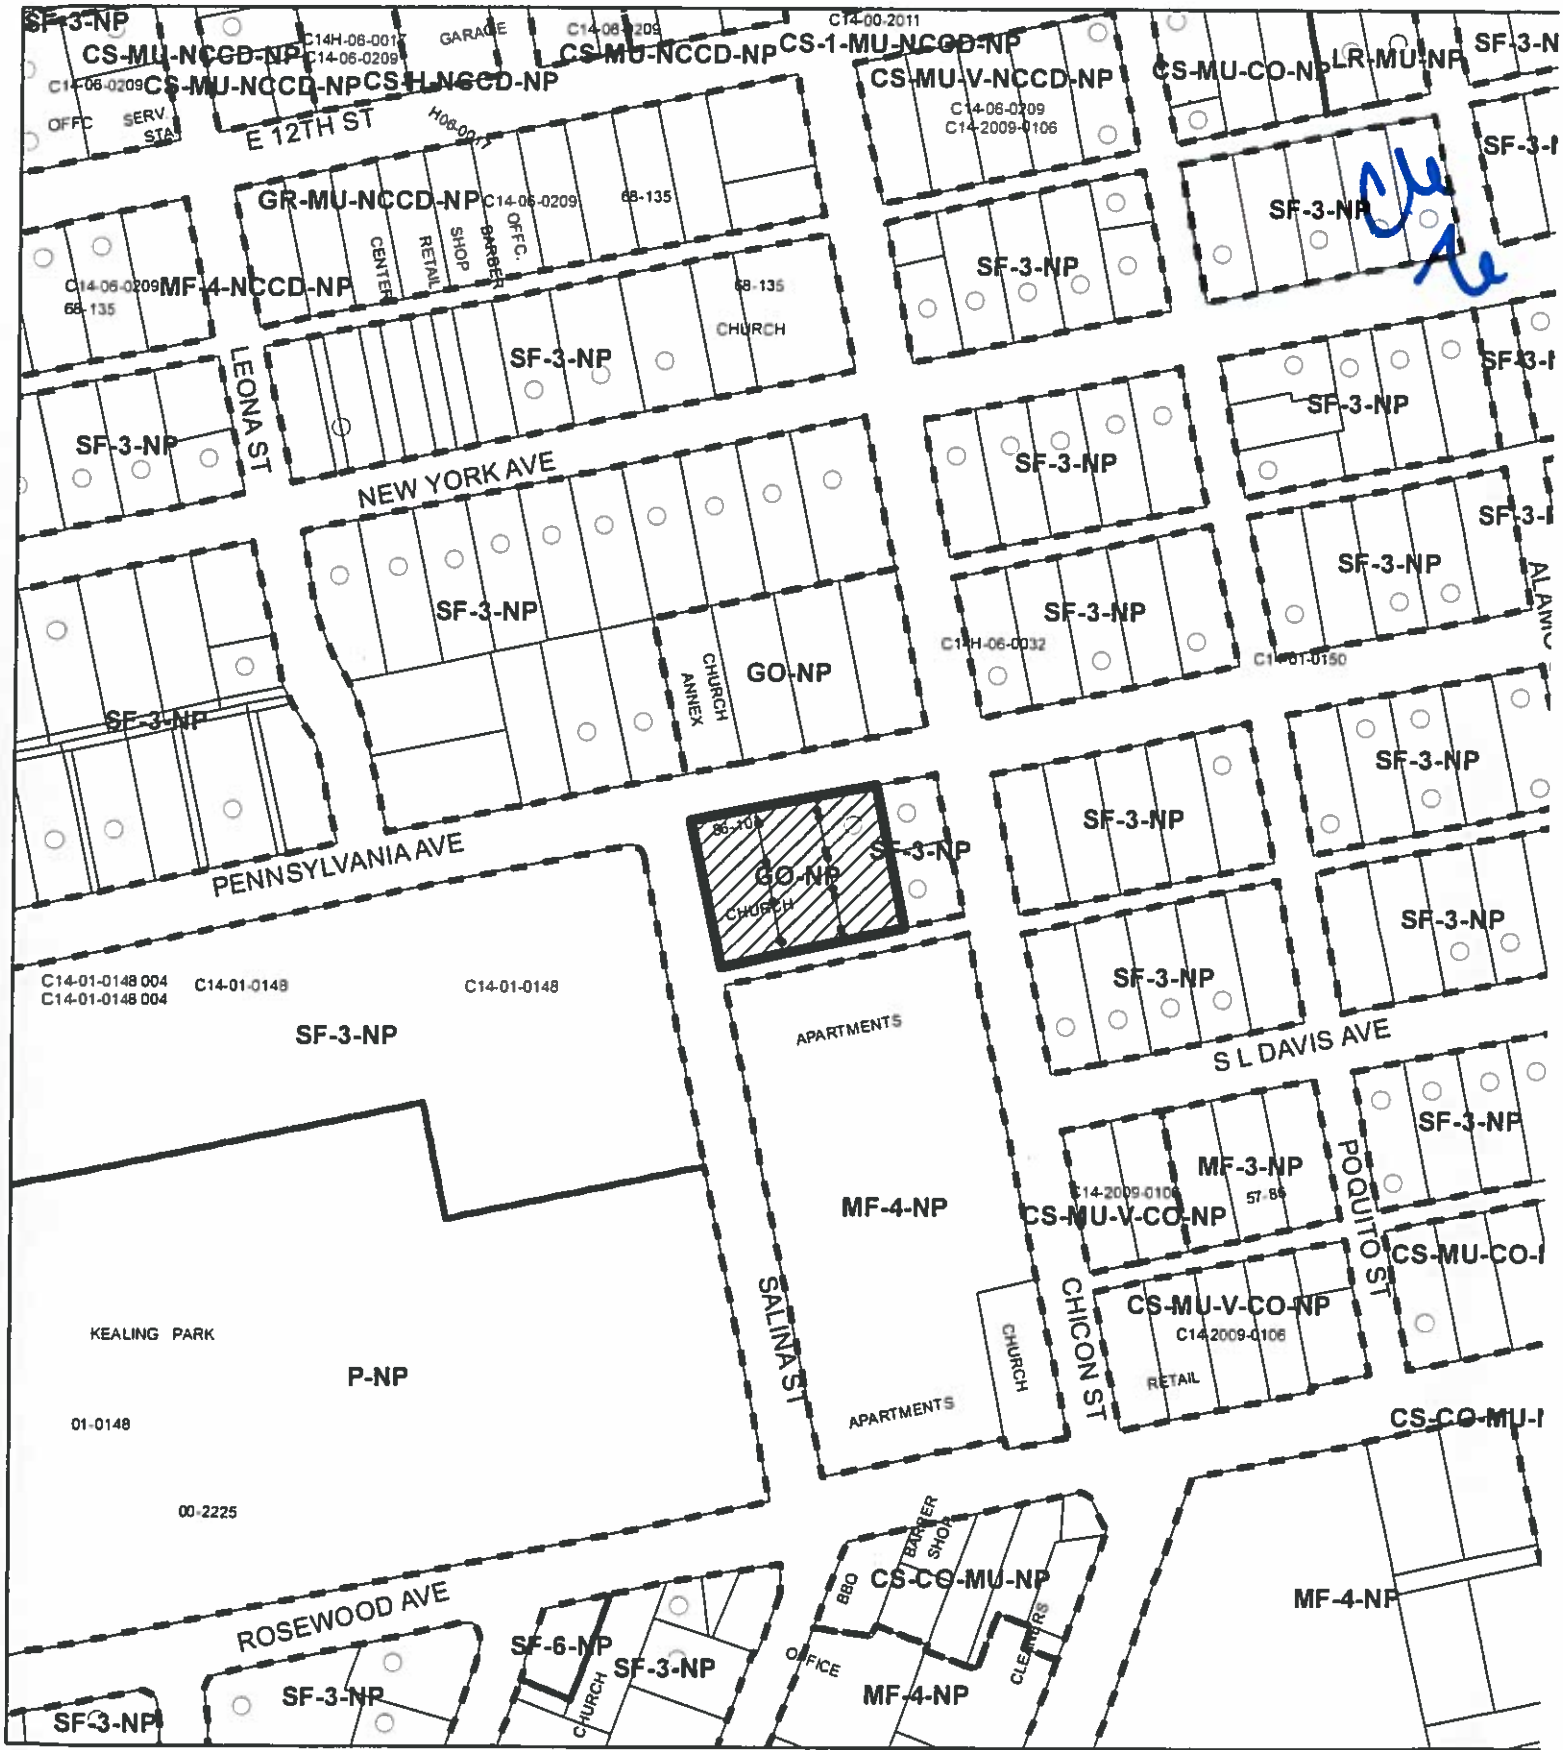 SF-3-NP
C14H-06-0017
GARAGE
C14-06-0209
C14-00-2011
CS-MU-NCCD-NP
C14-06-0209
CS-MU-NCCD-NP
CS-1-MU-NCCD-NP
SF-3-N
C14-06-0209
CS-MU-NCCD-NP
CS-H-NCCD-NP
CS-MU-V-NCCD-NP
CS-MU-CO-NP
LR-MU-NP
OFFC
SERV
STA
E 12TH ST
H06-0017
C14-06-0209
C14-2009-0106
GR-MU-NCCD-NP
C14-06-0209
68-135
SF-3-NP
CENTER
RETAIL
SHOP
BARBER
OFFC.
SF-3-NP
C14-06-0209
MF-4-NCCD-NP
68-135
68-135
CHURCH
LEONA ST
SF-3-NP
SF-3-NP
SF-3-NP
NEW YORK AVE
SF-3-NP
SF-3-NP
SF-3-NP
SF-3-NP
C14H-06-0032
C14-01-0150
ALAMO
CHURCH
ANNEX
GO-NP
SF-3-NP
SF-3-NP
SF-3-NP
PENNSYLVANIA AVE
86-10
GO-NP
CHURCH
SF-3-NP
SF-3-NP
C14-01-0148 004
C14-01-0148 004
C14-01-0148
C14-01-0148
SF-3-NP
APARTMENTS
SF-3-NP
S L DAVIS AVE
SF-3-NP
MF-3-NP
57-86
C14-2009-010
CS-MU-V-CO-NP
MF-4-NP
POQUITO ST
CS-MU-CO-
SALINA ST
CHICON ST
CS-MU-V-CO-NP
C14-2009-0106
RETAIL
CHURCH
KEALING PARK
P-NP
01-0148
APARTMENTS
CS-CO-MU-
00-2225
BARBER
SHOP
BBQ
CS-CO-MU-NP
CLEANERS
MF-4-NP
ROSEWOOD AVE
SF-6-NP
SF-3-NP
CHURCH
OFFICE
MF-4-NP
SF-3-NP
SF-3-NP